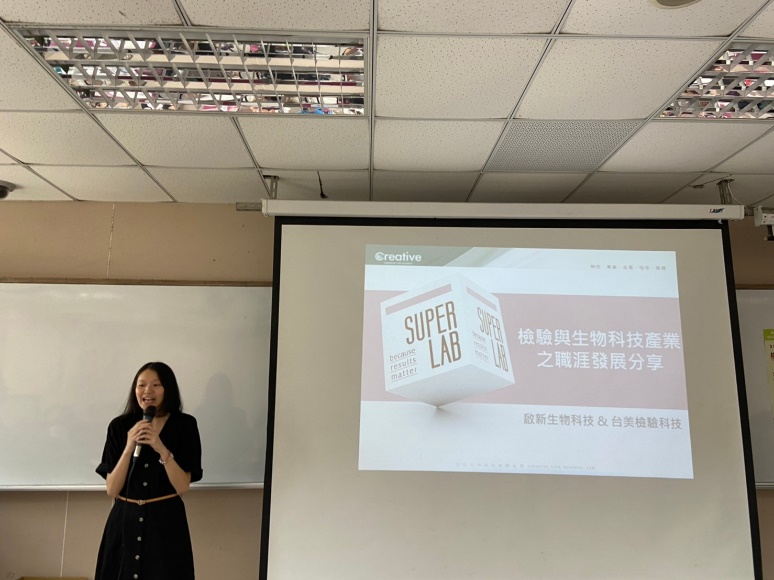 Creative
SUPER
LAB
because
results
matter
SUPER
LAB
檢驗與生物科技產業
之職涯發展分享
啟新生物科技 & 台美檢驗科技